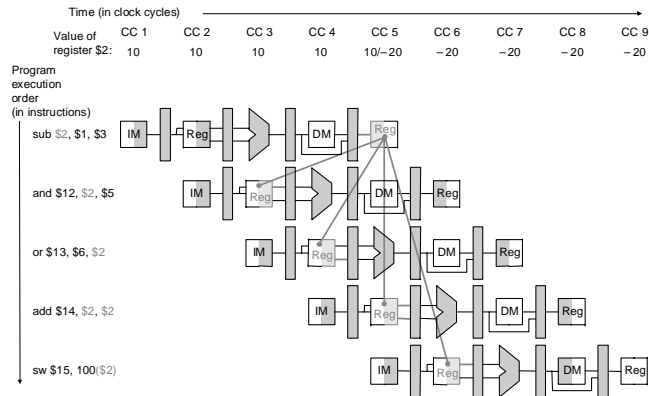 Time (in clock cycles)
CC 1 CC 2 CC 3 CC 4 CC 5 CC 6 CC 7 CC 8 CC 9
Value of
register $2: 10 10 10 10 10/–20 –20 –20 –20 –20
Program
execution
order
(in instructions)
sub $2, $1, $3 IM Reg DM Reg
and $12, $2, $5 IM Reg DM Reg
or $13, $6, $2 IM Reg DM Reg
add $14, $2, $2 IM Reg DM Reg
sw $15, 100($2) IM Reg DM Reg